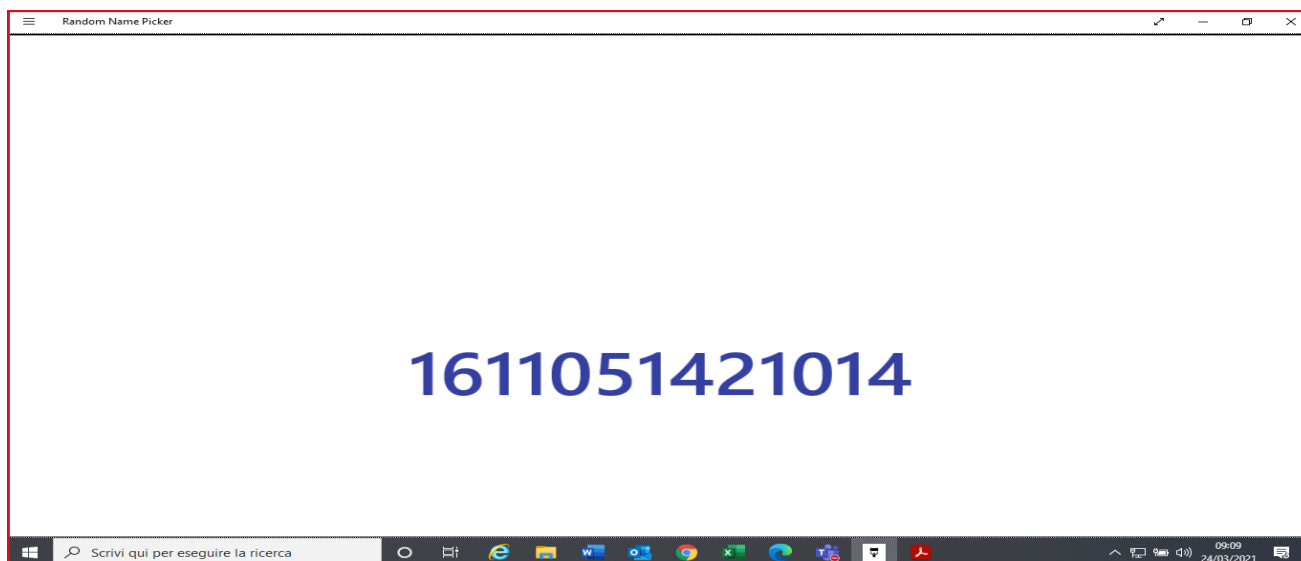 Random Name Picker
1611051421014
Scrivi qui per eseguire la ricerca
09:09
24/03/2021